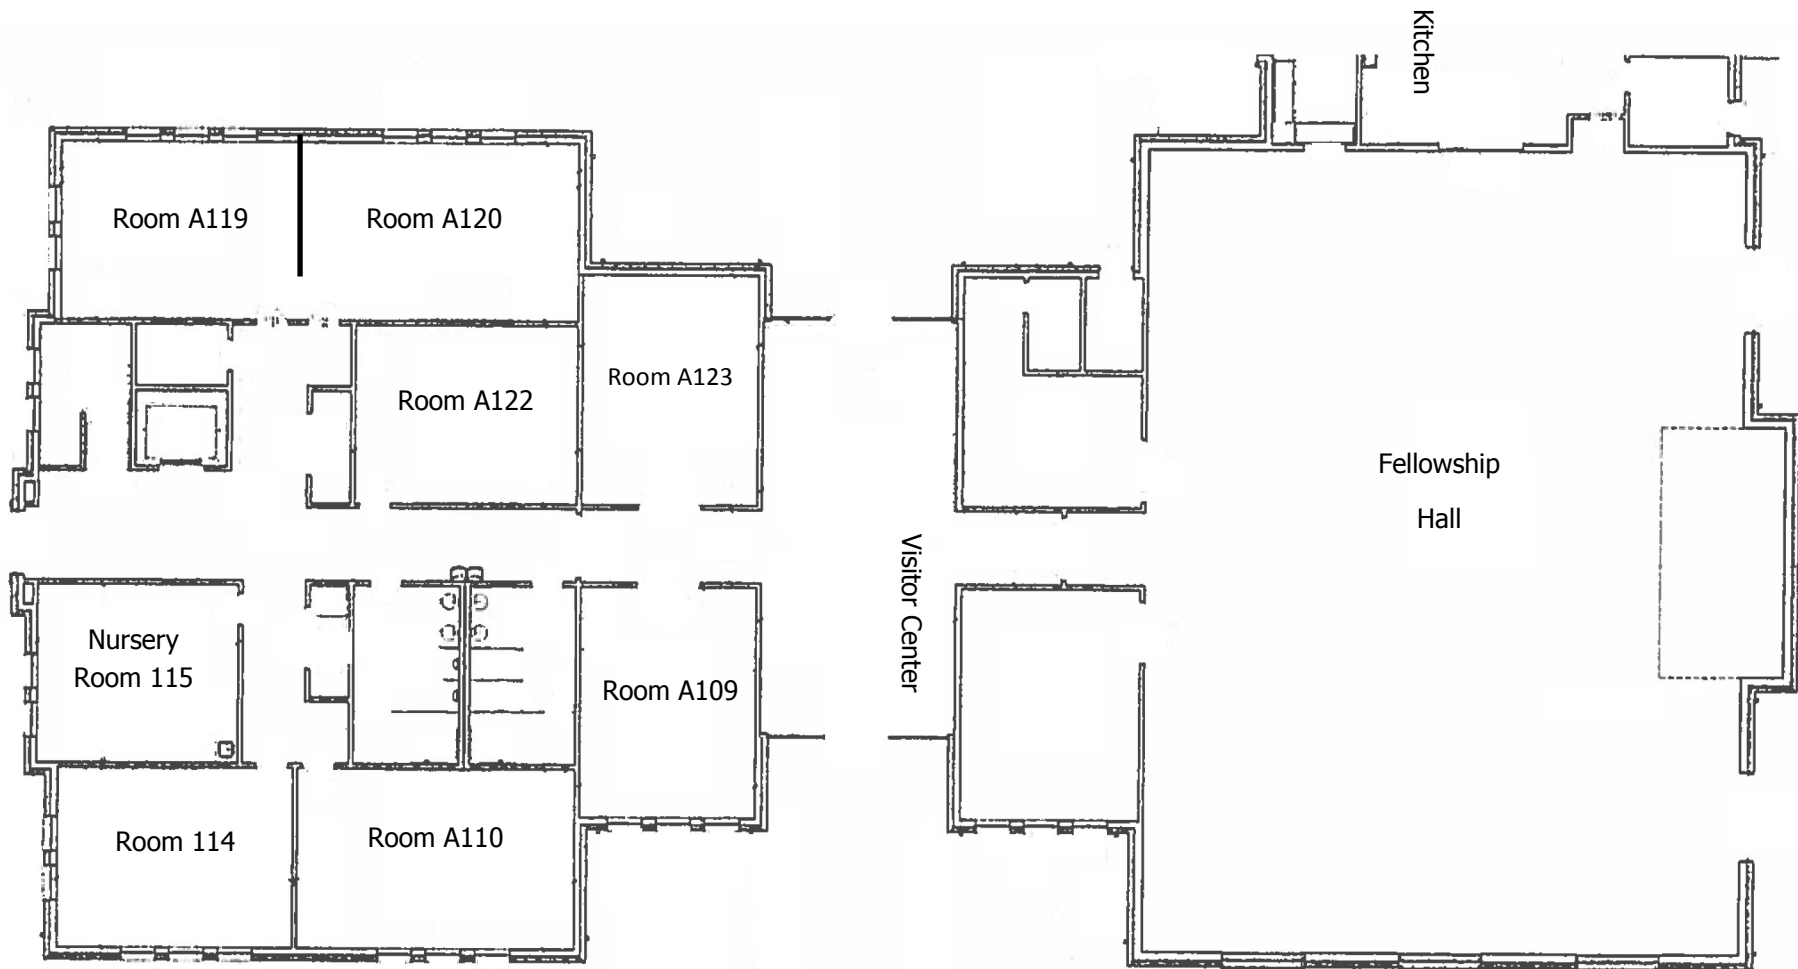 Kitchen
Room A119
Room A120
Room A123
Room A122
Fellowship
Hall
Visitor Center
Nursery
Room 115
Room A109
Room 114
Room A110